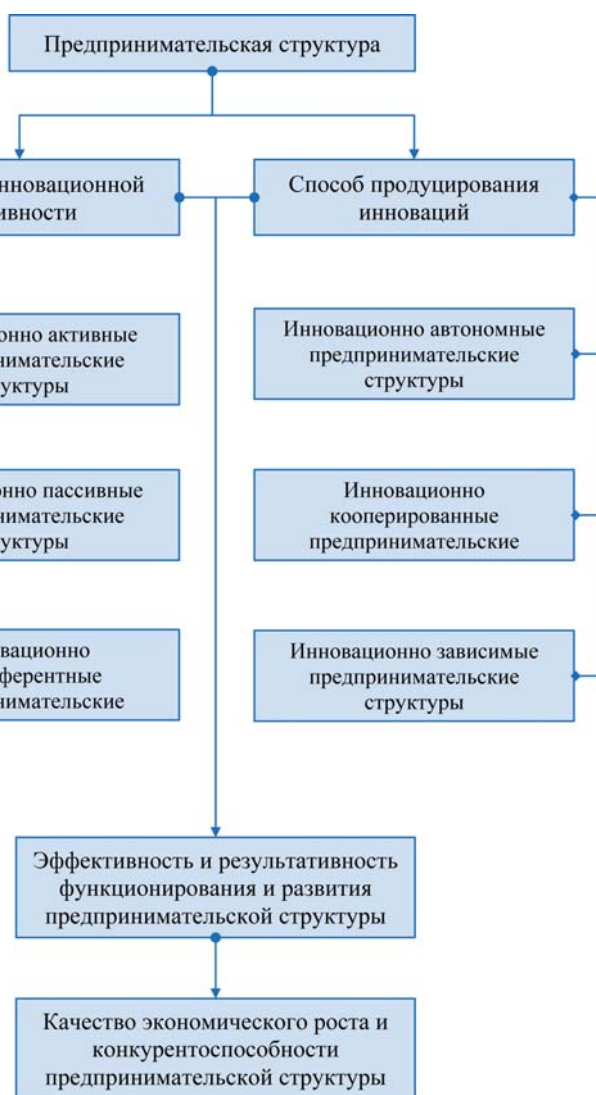 Предпринимательская структура
нновационной
ивности
Способ продуцирования
инноваций
онно активные
нимательские
уктуры
Инновационно автономные
предпринимательские
структуры
онно пассивные
нимательские
уктуры
Инновационно
кооперированные
предпринимательские
вационно
ферентные
нимательские
Инновационно зависимые
предпринимательские
структуры
Эффективность и результативность
функционирования и развития
предпринимательской структуры
Качество экономического роста и
конкурентоспособности
предпринимательской структуры